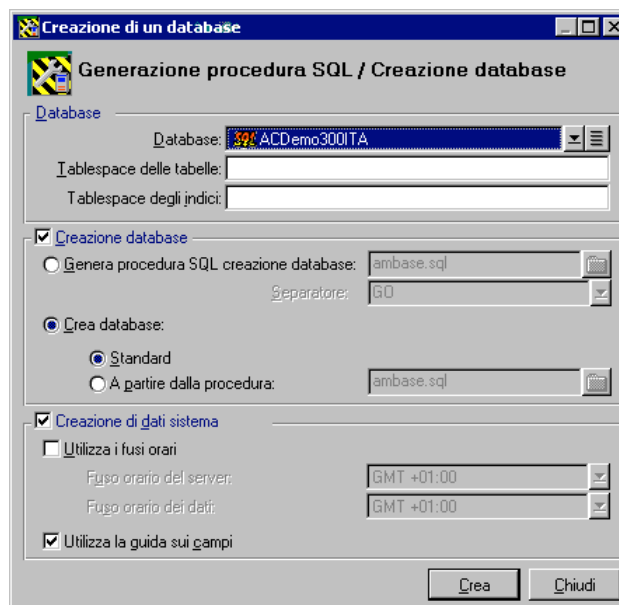 Creazione di un database
Generazione procedura SQL / Creazione database
Database
Database: SQL ACDemo300ITA
Tablespace delle tabelle:
Tablespace degli indici:
Creazione database
Genera procedura SQL creazione database: ambase.sql
Separatore: GO
Crea database:
Standard
A partire dalla procedura: ambase.sql
Creazione di dati sistema
Utilizza i fusi orari
Fuso orario del server: GMT +01:00
Fuso orario dei dati: GMT +01:00
Utilizza la guida sui campi
Crea Chiudi